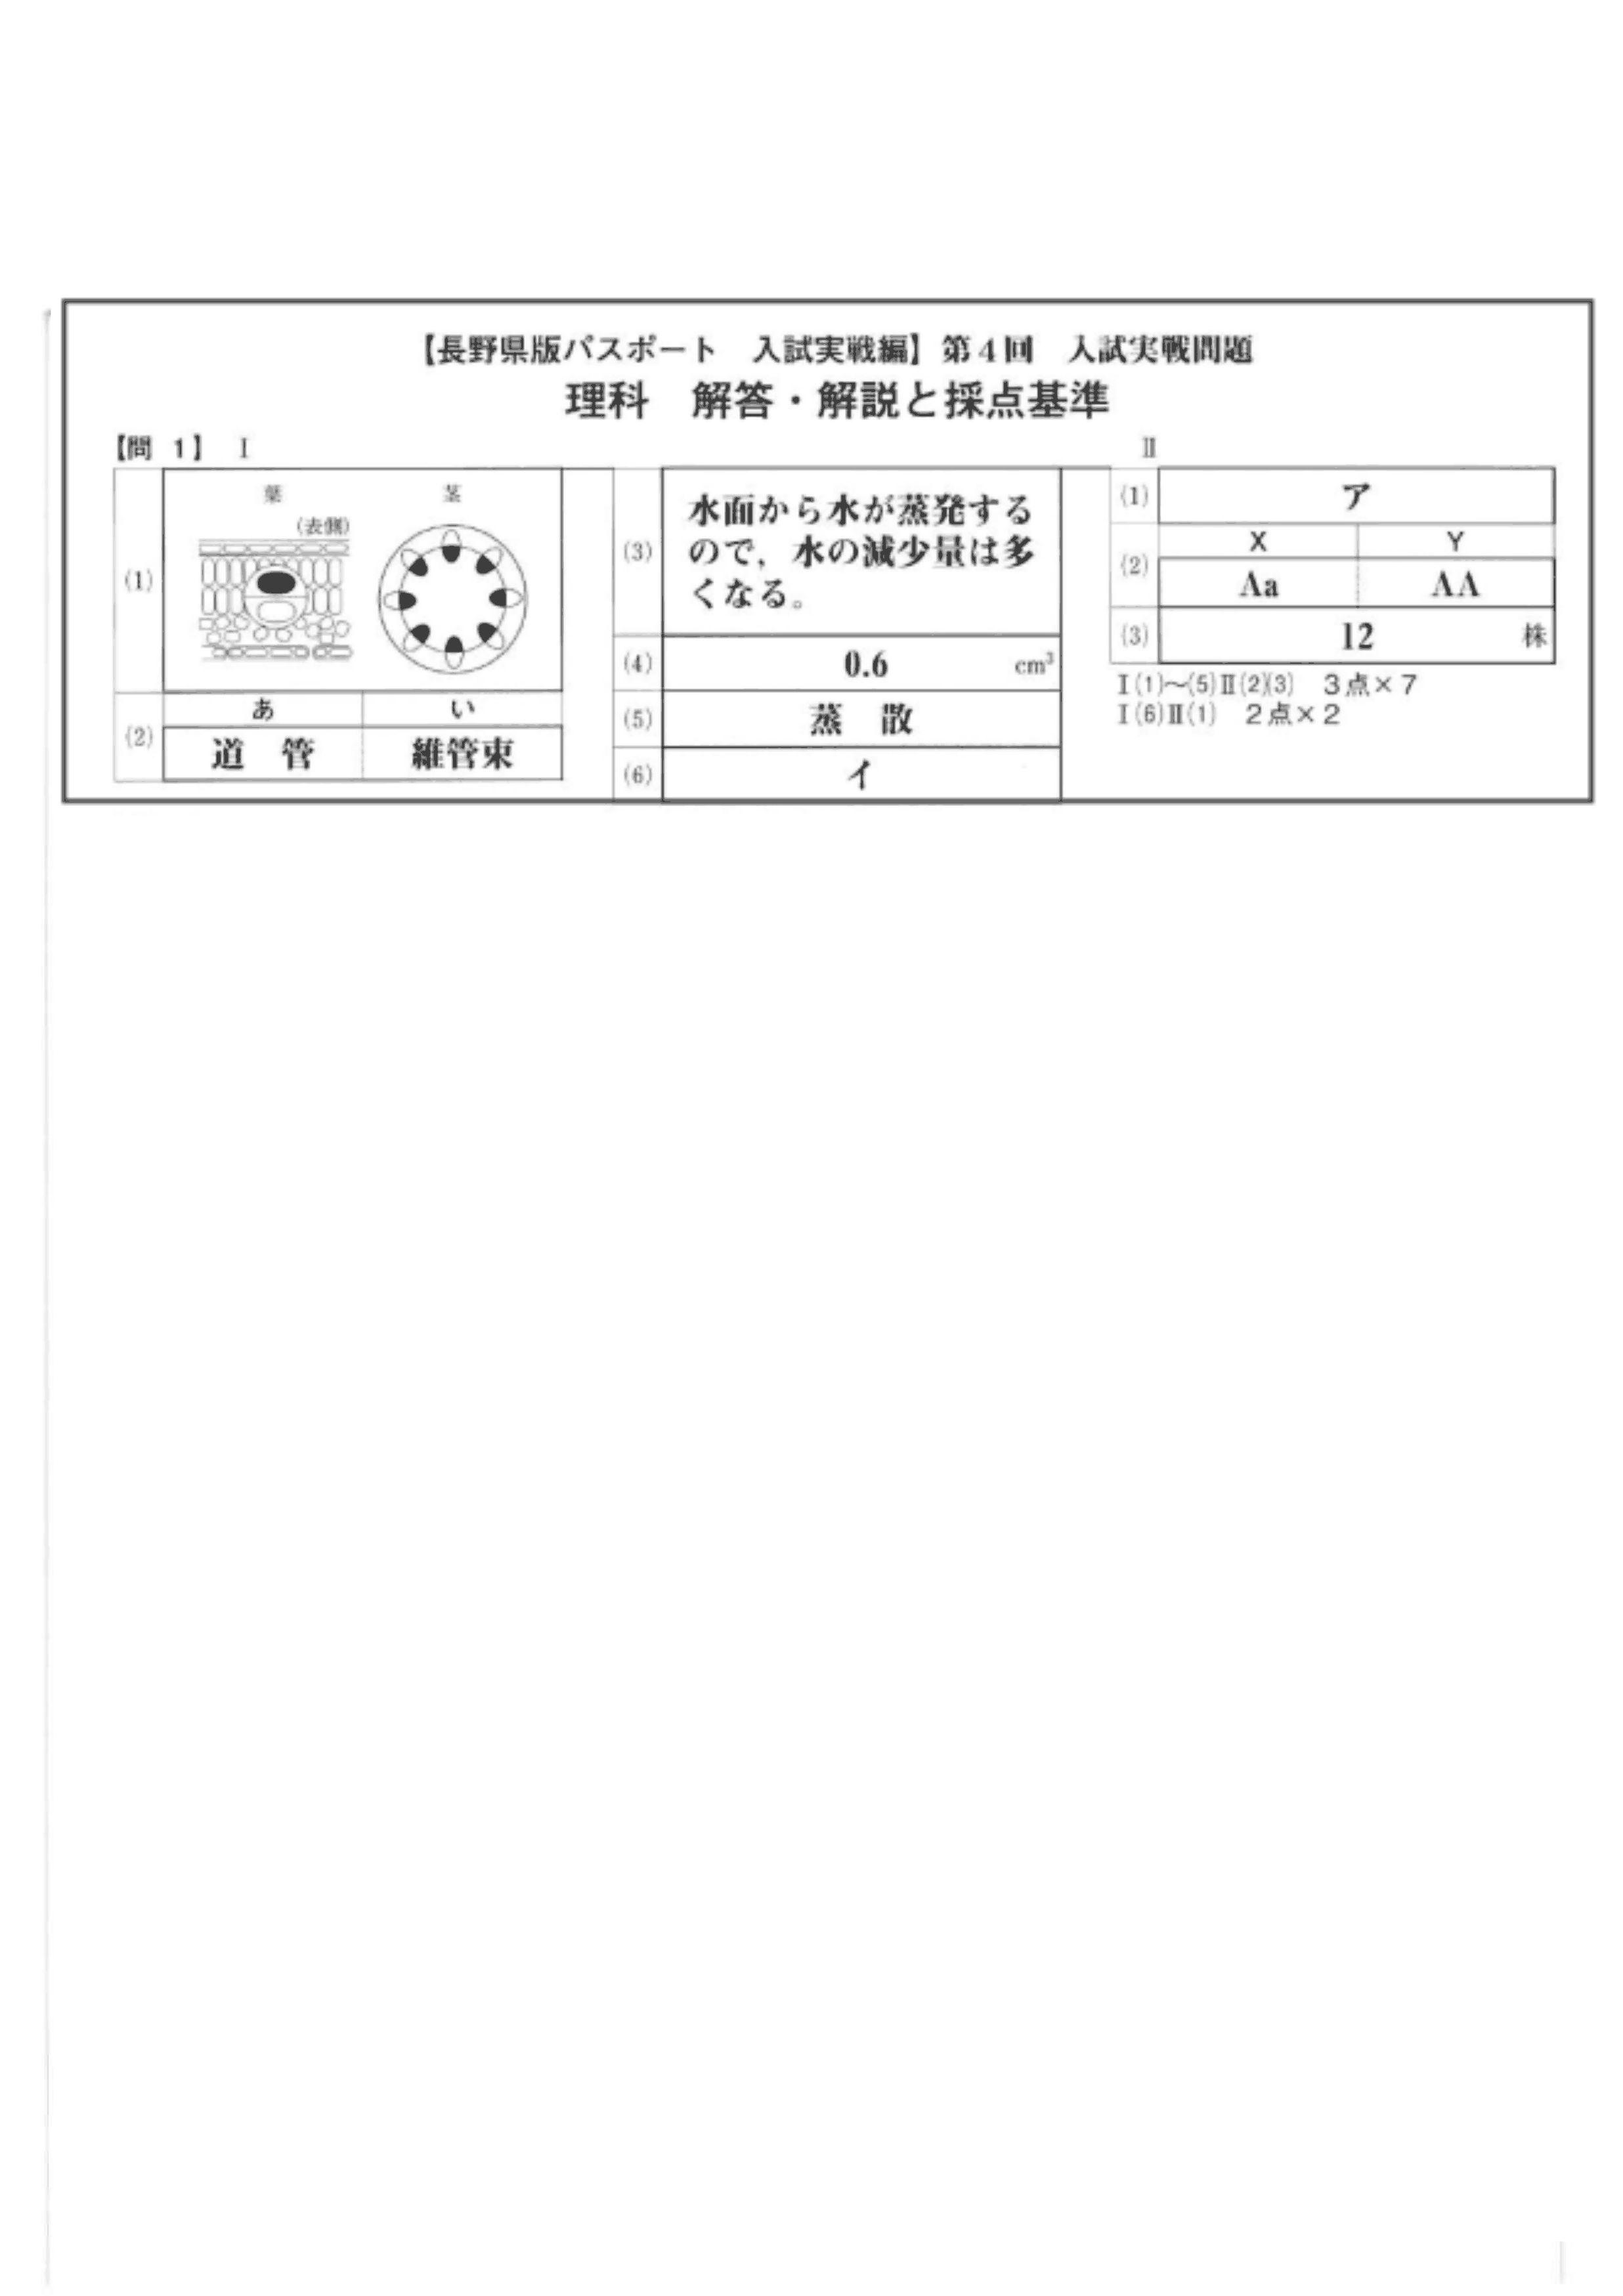 【長野県版パスポート　入試実戦編】第4回　入試実戦問題
理科　解答・解説と採点基準
【問 1】　Ⅰ
(1)
葉　茎
(表側)
(2)
あ　い
道　管　維管束
(3)
水面から水が蒸発する
ので，水の減少量は多
くなる。
(4)　0.6　cm³
(5)　蒸　散
(6)　イ
Ⅱ
(1)　ア
(2)
X　Y
Aa　AA
(3)　12　株
Ⅰ(1)～(5)Ⅱ(2)(3)　3点×7
Ⅰ(6)Ⅱ(1)　2点×2